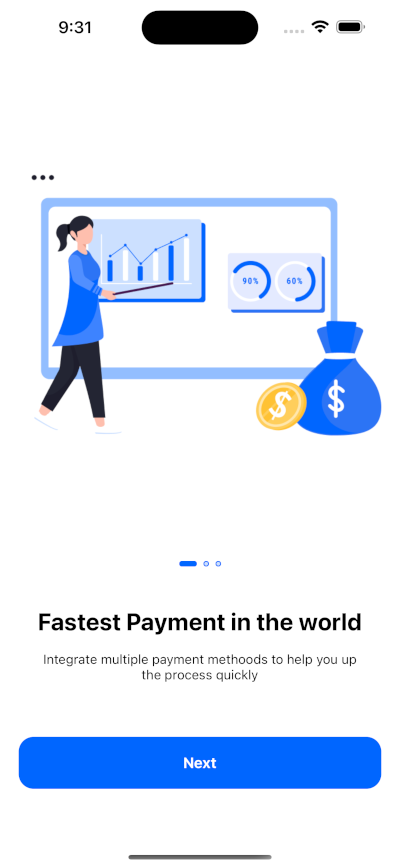 9:31
90%
60%
$
$
Fastest Payment in the world
Integrate multiple payment methoods to help you up
the process quickly
Next